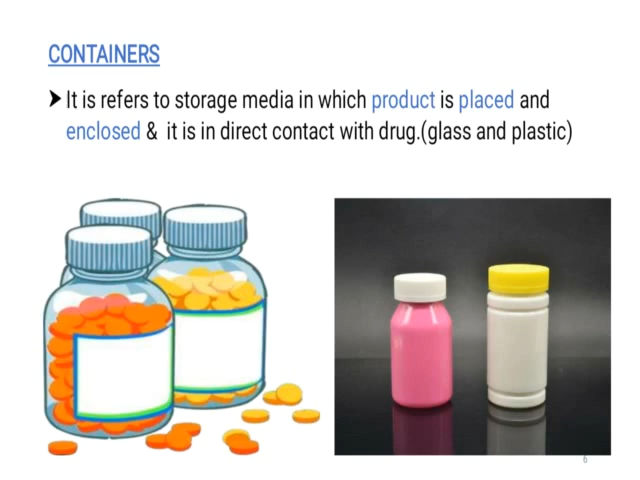 CONTAINERS
➤It is refers to storage media in which product is placed and
enclosed & it is in direct contact with drug.(glass and plastic)
6